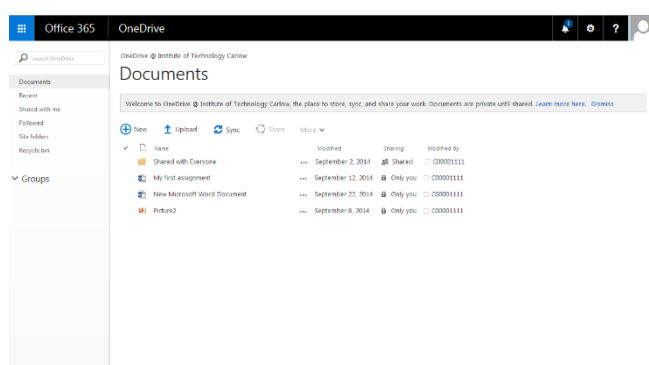 Office 365
OneDrive
1
?
search OneDrive
Documents
Recent
Shared with me
Followed
Site folders
Recycle bin
Groups
OneDrive @ Institute of Technology Carlow
Documents
Welcome to OneDrive @ Institute of Technology Carlow, the place to store, sync, and share your work. Documents are private until shared. Learn more here. Dismiss
New Upload Sync Share More
Name Modified Sharing Modified By
Shared with Everyone ... September 2, 2014 Shared C00001111
My first assignment ... September 12, 2014 Only you C00001111
New Microsoft Word Document ... September 22, 2014 Only you C00001111
Picture2 ... September 8, 2014 Only you C00001111